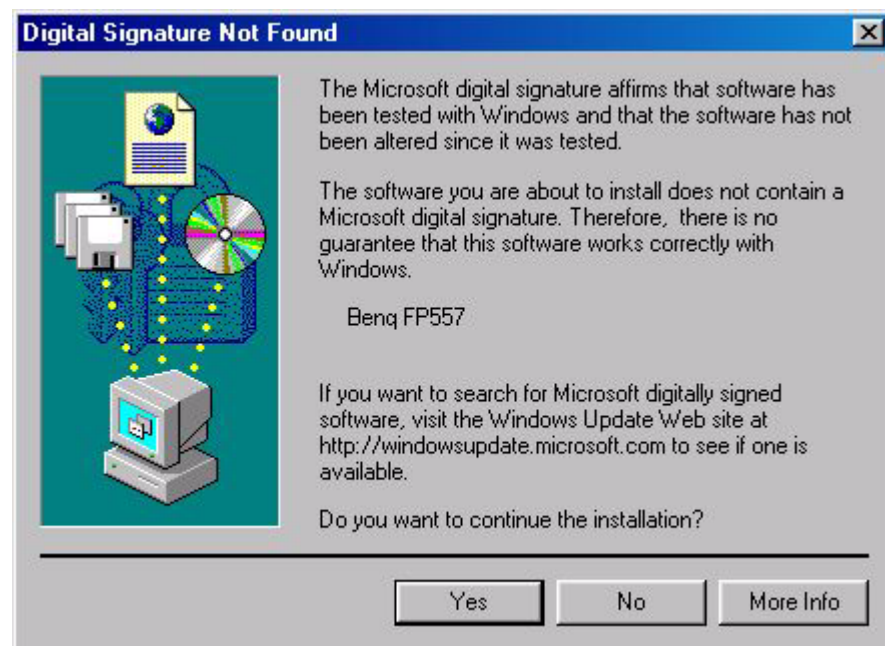 Digital Signature Not Found
The Microsoft digital signature affirms that software has
been tested with Windows and that the software has not
been altered since it was tested.
The software you are about to install does not contain a
Microsoft digital signature. Therefore,  there is no
guarantee that this software works correctly with
Windows.
Benq FP557
If you want to search for Microsoft digitally signed
software, visit the Windows Update Web site at
http://windowsupdate.microsoft.com to see if one is
available.
Do you want to continue the installation?
Yes No More Info